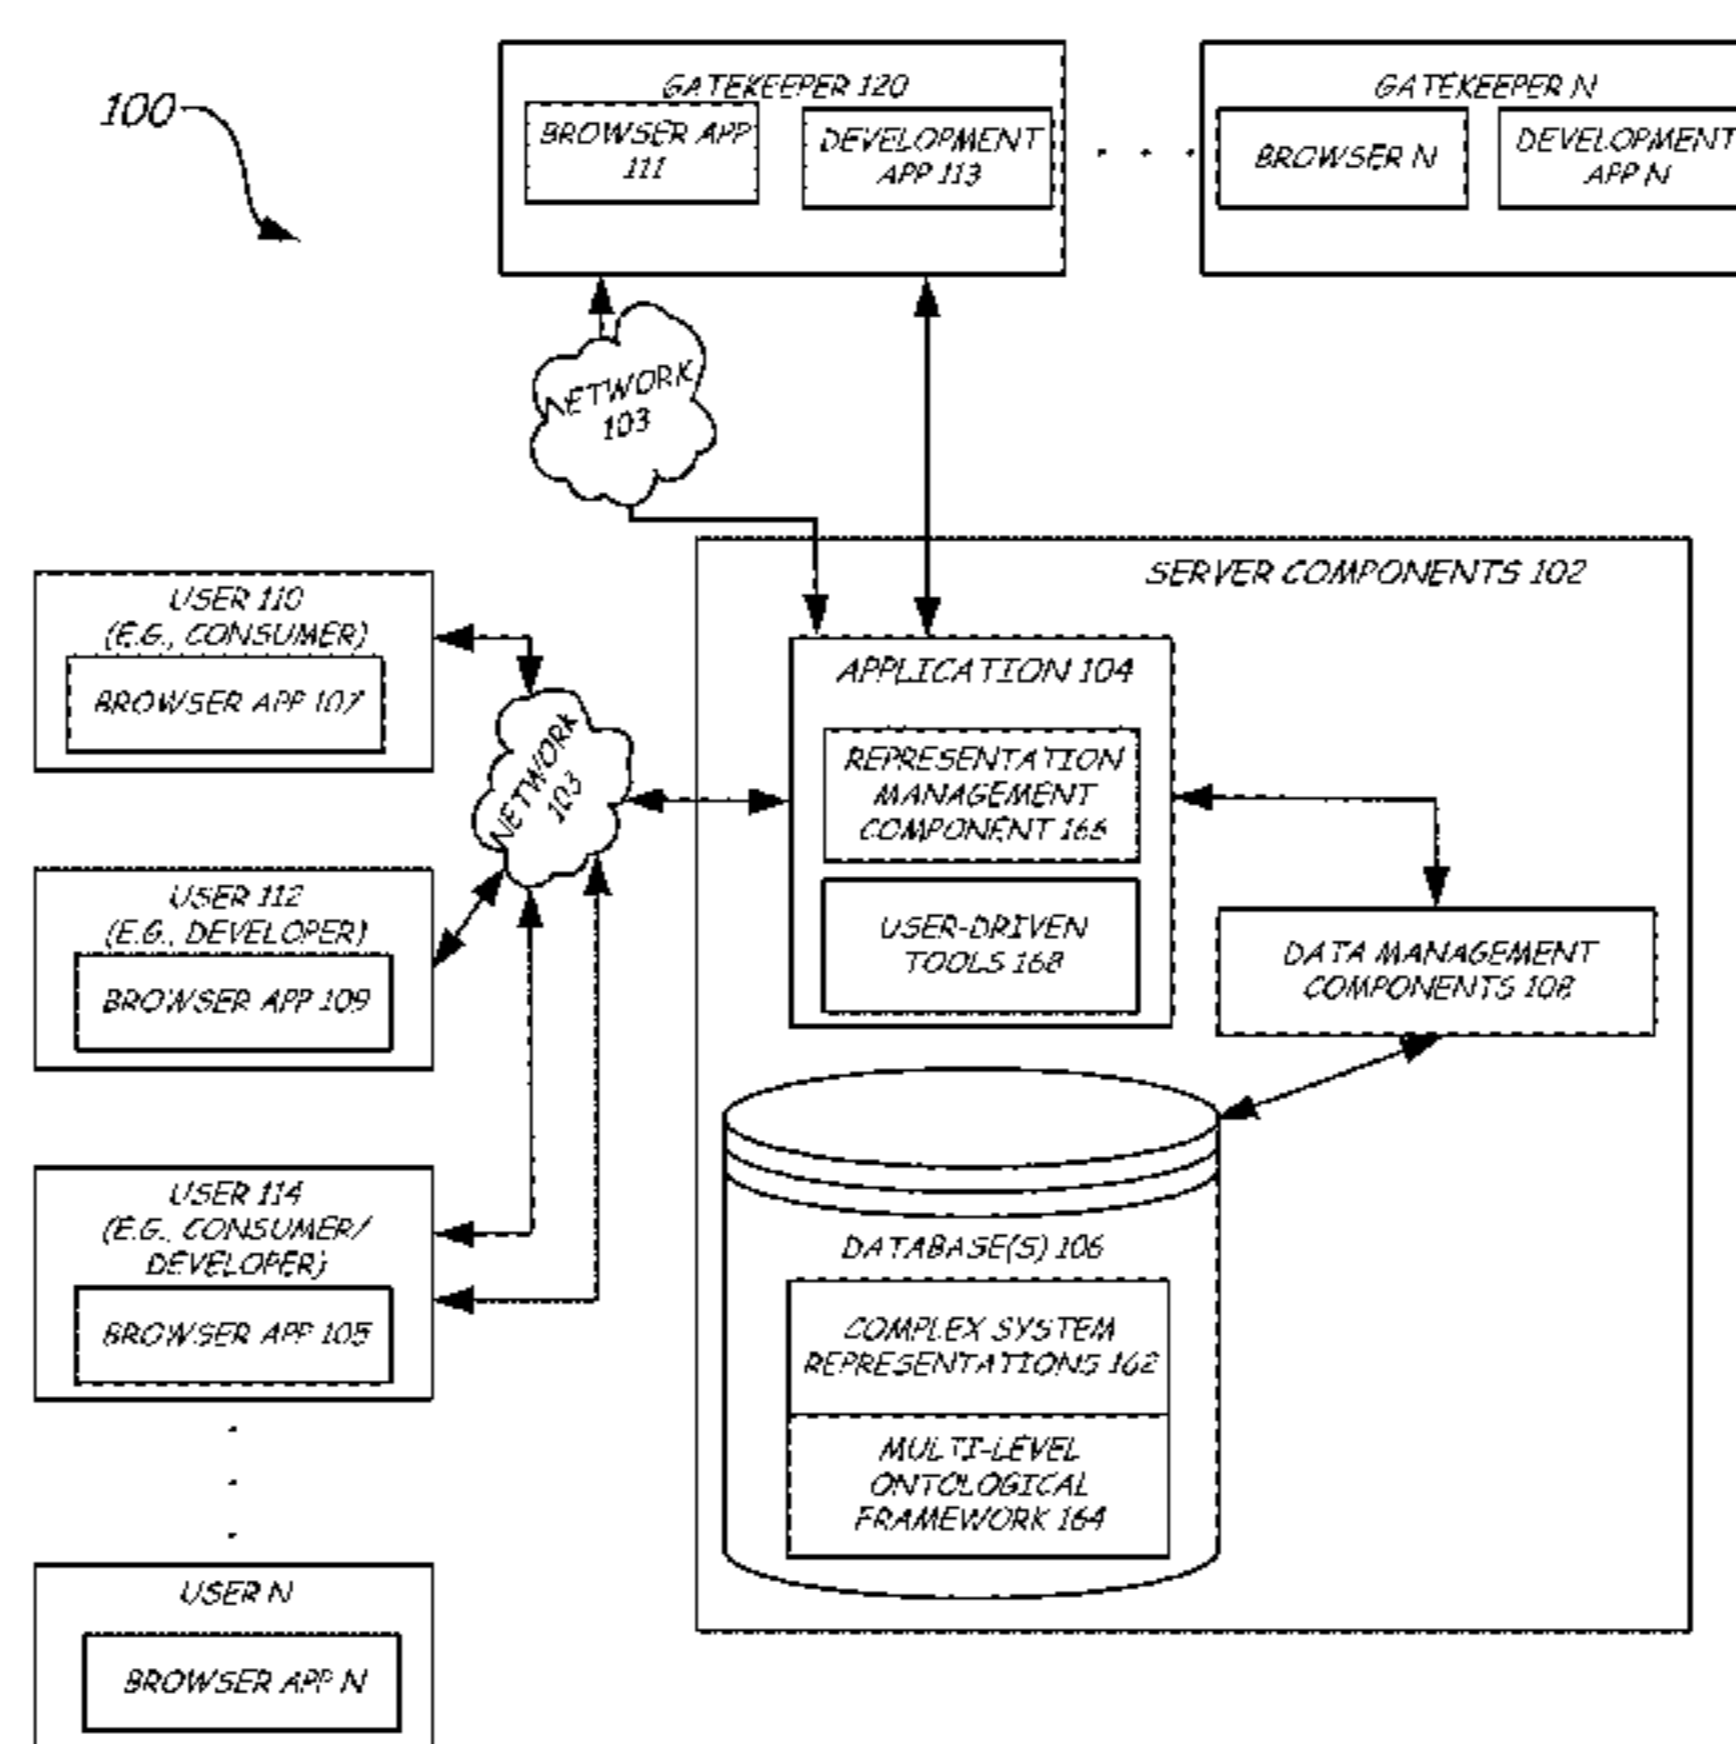 100
GATEKEEPER 120
BROWSER APP
111
DEVELOPMENT
APP 113
GATEKEEPER N
BROWSER N
DEVELOPMENT
APP N
NETWORK
103
SERVER COMPONENTS 102
USER 110
(E.G., CONSUMER)
BROWSER APP 107
NETWORK
103
APPLICATION 104
REPRESENTATION
MANAGEMENT
COMPONENT 166
USER-DRIVEN
TOOLS 168
USER 112
(E.G., DEVELOPER)
BROWSER APP 109
DATA MANAGEMENT
COMPONENTS 108
USER 114
(E.G., CONSUMER/
DEVELOPER)
BROWSER APP 105
DATABASE(S) 106
COMPLEX SYSTEM
REPRESENTATIONS 162
MULTI-LEVEL
ONTOLOGICAL
FRAMEWORK 164
USER N
BROWSER APP N